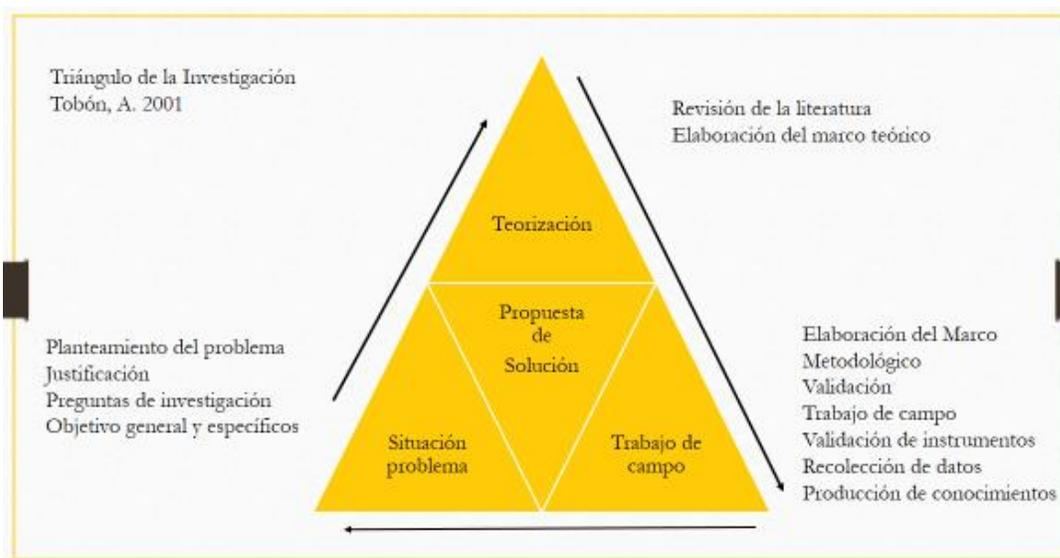 Triángulo de la Investigación
Tobón, A. 2001
Revisión de la literatura
Elaboración del marco teórico
Teorización
Propuesta
de
Solución
Planteamiento del problema
Justificación
Preguntas de investigación
Objetivo general y específicos
Situación
problema
Trabajo de
campo
Elaboración del Marco
Metodológico
Validación
Trabajo de campo
Validación de instrumentos
Recolección de datos
Producción de conocimientos